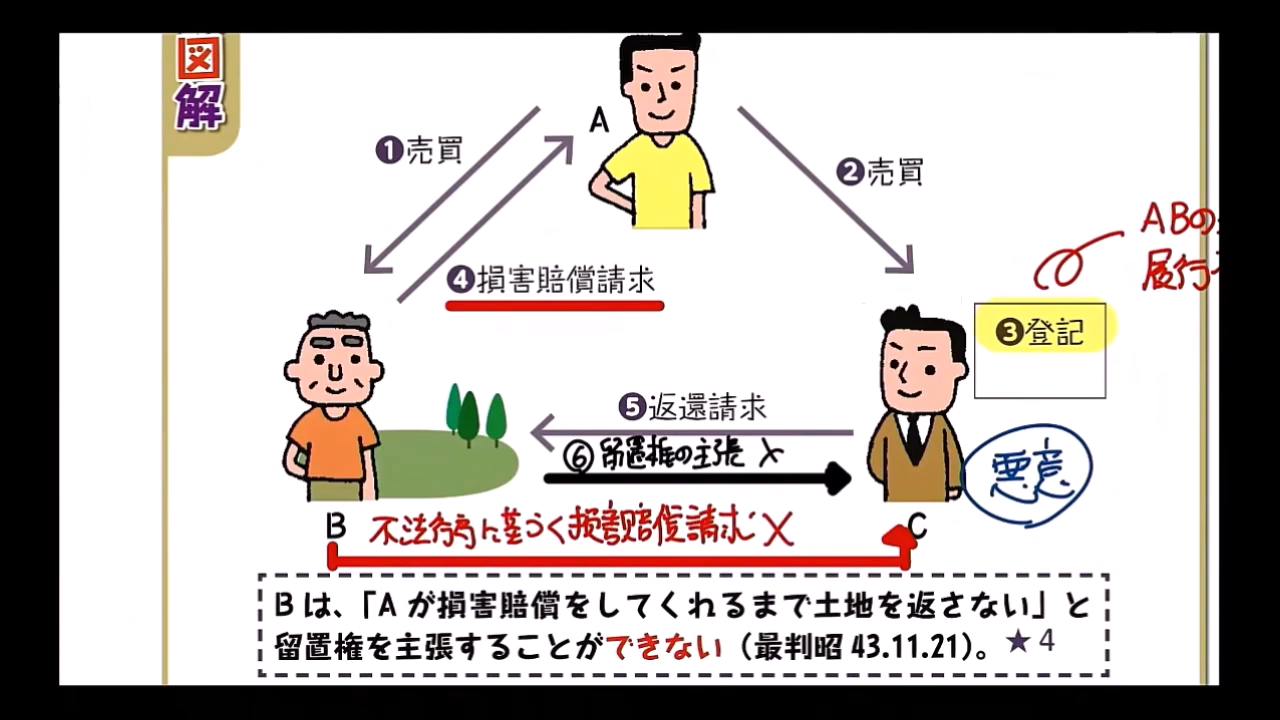 図解
A
❶売買
❷売買
ABの
履行
❹損害賠償請求
❸登記
❺返還請求
⑥留置権の主張 ×
悪意
B
不法行為に基づく損害賠償請求 ×
C
Bは、「Aが損害賠償をしてくれるまで土地を返さない」と
留置権を主張することができない（最判昭43.11.21）。★4